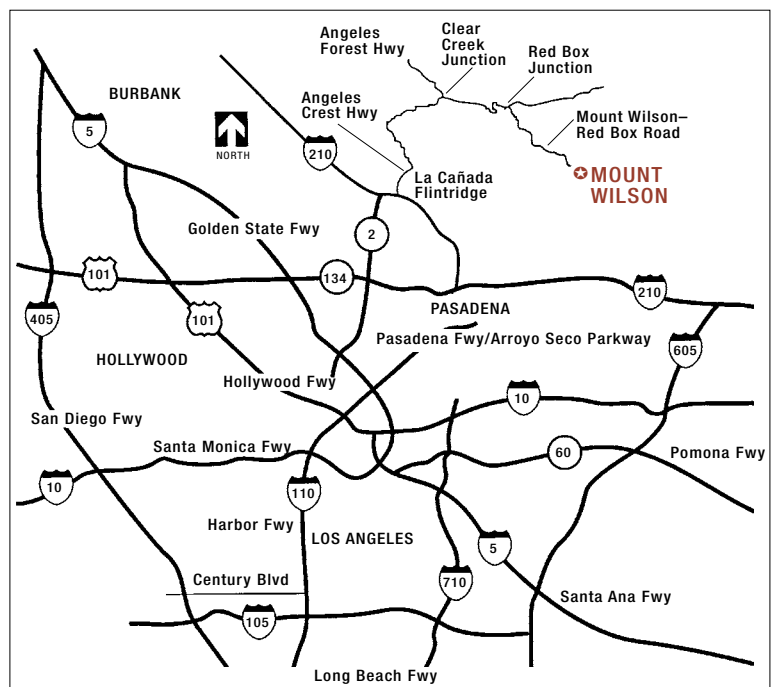 Angeles
Forest Hwy
Clear
Creek
Junction
Red Box
Junction
BURBANK
Angeles
Crest Hwy
Mount Wilson–
Red Box Road
5
NORTH
210
MOUNT
WILSON
La Cañada
Flintridge
Golden State Fwy
2
101
134
210
405
101
PASADENA
Pasadena Fwy/Arroyo Seco Parkway
605
HOLLYWOOD
Hollywood Fwy
10
San Diego Fwy
Santa Monica Fwy
60
Pomona Fwy
10
110
Harbor Fwy
LOS ANGELES
5
Century Blvd
710
Santa Ana Fwy
105
Long Beach Fwy